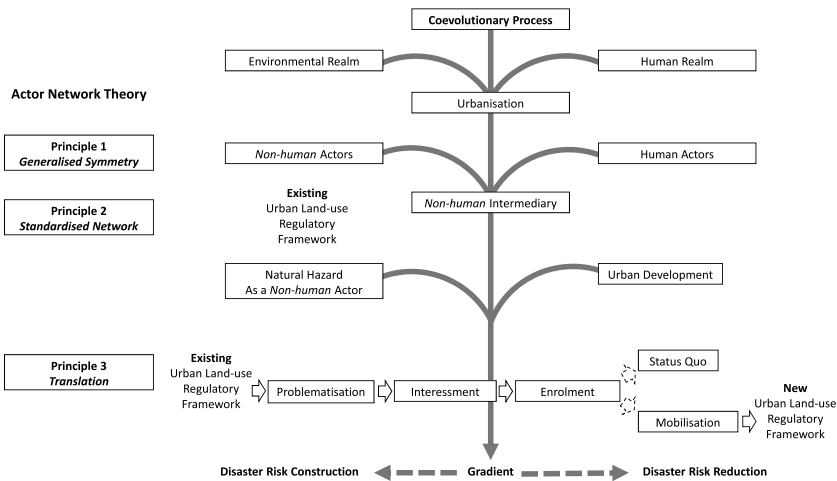 Coevolutionary Process
Environmental Realm
Human Realm
Actor Network Theory
Urbanisation
Principle 1
Generalised Symmetry
Non-human Actors
Human Actors
Existing
Urban Land-use
Regulatory
Framework
Non-human Intermediary
Principle 2
Standardised Network
Natural Hazard
As a Non-human Actor
Urban Development
Principle 3
Translation
Existing
Urban Land-use
Regulatory
Framework
Problematisation
Interessment
Enrolment
Status Quo
Mobilisation
New
Urban Land-use
Regulatory
Framework
Disaster Risk Construction
Gradient
Disaster Risk Reduction